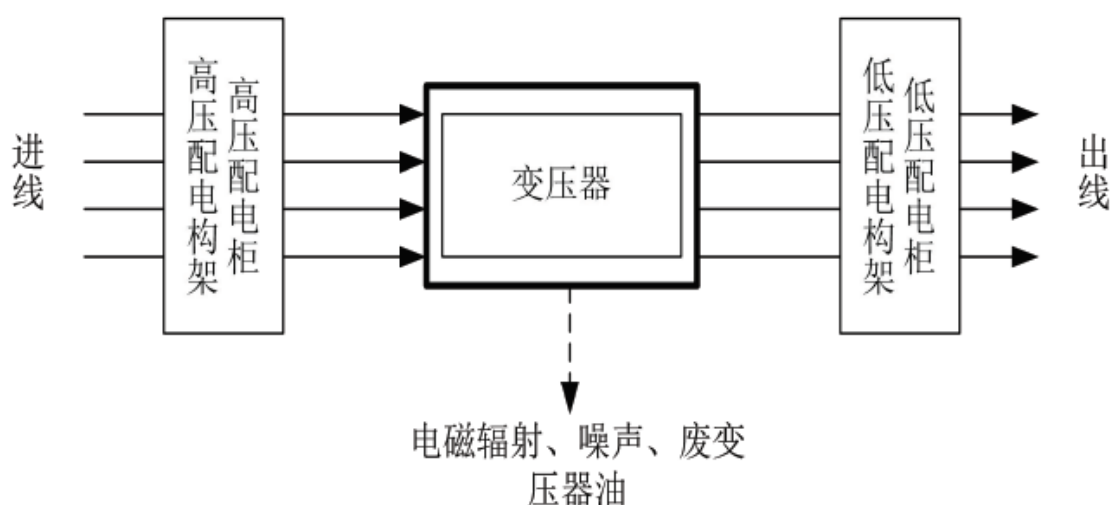 进线
高压配电构架
高压配电柜
变压器
低压配电构架
低压配电柜
出线
电磁辐射、噪声、废变
压器油